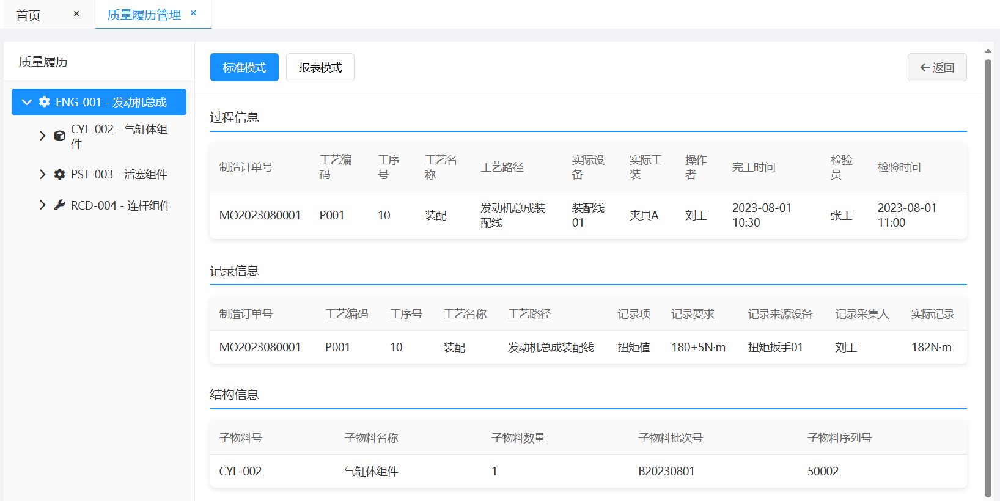 首页 ×
质量履历管理 ×
质量履历
ENG-001 - 发动机总成
CYL-002 - 气缸体组
件
PST-003 - 活塞组件
RCD-004 - 连杆组件
标准模式 报表模式 返回
过程信息
制造订单号 工艺编码 工序号 工艺名称 工艺路径 实际设备 实际工装 操作者 完工时间 检验员 检验时间
MO2023080001 P001 10 装配 发动机总成装配线 装配线01 夹具A 刘工 2023-08-01 10:30 张工 2023-08-01 11:00
记录信息
制造订单号 工艺编码 工序号 工艺名称 工艺路径 记录项 记录要求 记录来源设备 记录采集人 实际记录
MO2023080001 P001 10 装配 发动机总成装配线 扭矩值 180±5N·m 扭矩扳手01 刘工 182N·m
结构信息
子物料号 子物料名称 子物料数量 子物料批次号 子物料序列号
CYL-002 气缸体组件 1 B20230801 50002